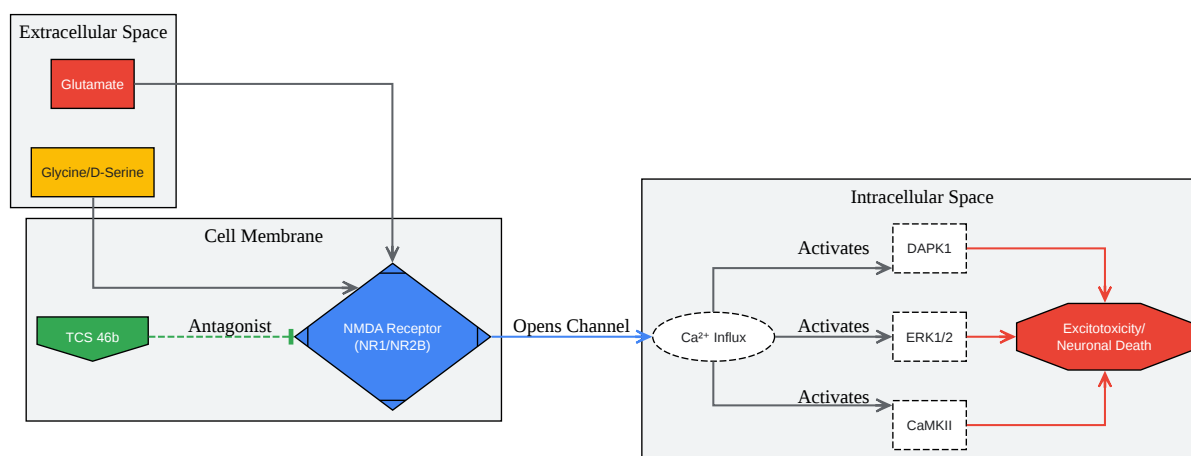 Extracellular Space
Glutamate
Glycine/D-Serine
Cell Membrane
TCS 46b
Antagonist
NMDA Receptor
(NR1/NR2B)
Opens Channel
Intracellular Space
Ca²⁺ Influx
Activates
DAPK1
Activates
ERK1/2
Activates
CaMKII
Excitotoxicity/
Neuronal Death